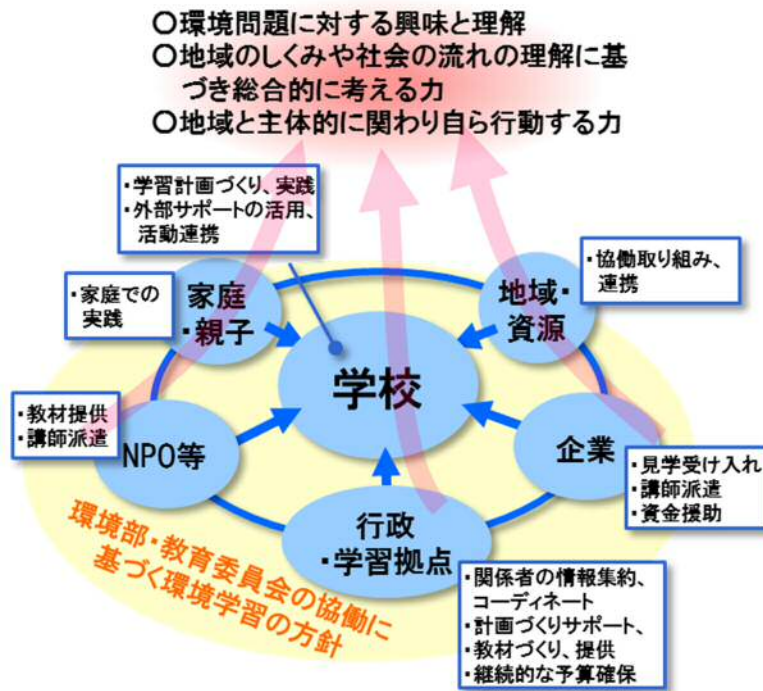 ○環境問題に対する興味と理解
○地域のしくみや社会の流れの理解に基
づき総合的に考える力
○地域と主体的に関わり自ら行動する力
・学習計画づくり、実践
・外部サポートの活用、
活動連携
・家庭での
実践
家庭
・親子
地域・
資源
・協働取り組み、
連携
学校
・教材提供
・講師派遣
NPO等
企業
・見学受け入れ
・講師派遣
・資金援助
行政
・学習拠点
・関係者の情報集約、
コーディネート
・計画づくりサポート、
・教材づくり、提供
・継続的な予算確保
環境部・教育委員会の協働に
基づく環境学習の方針